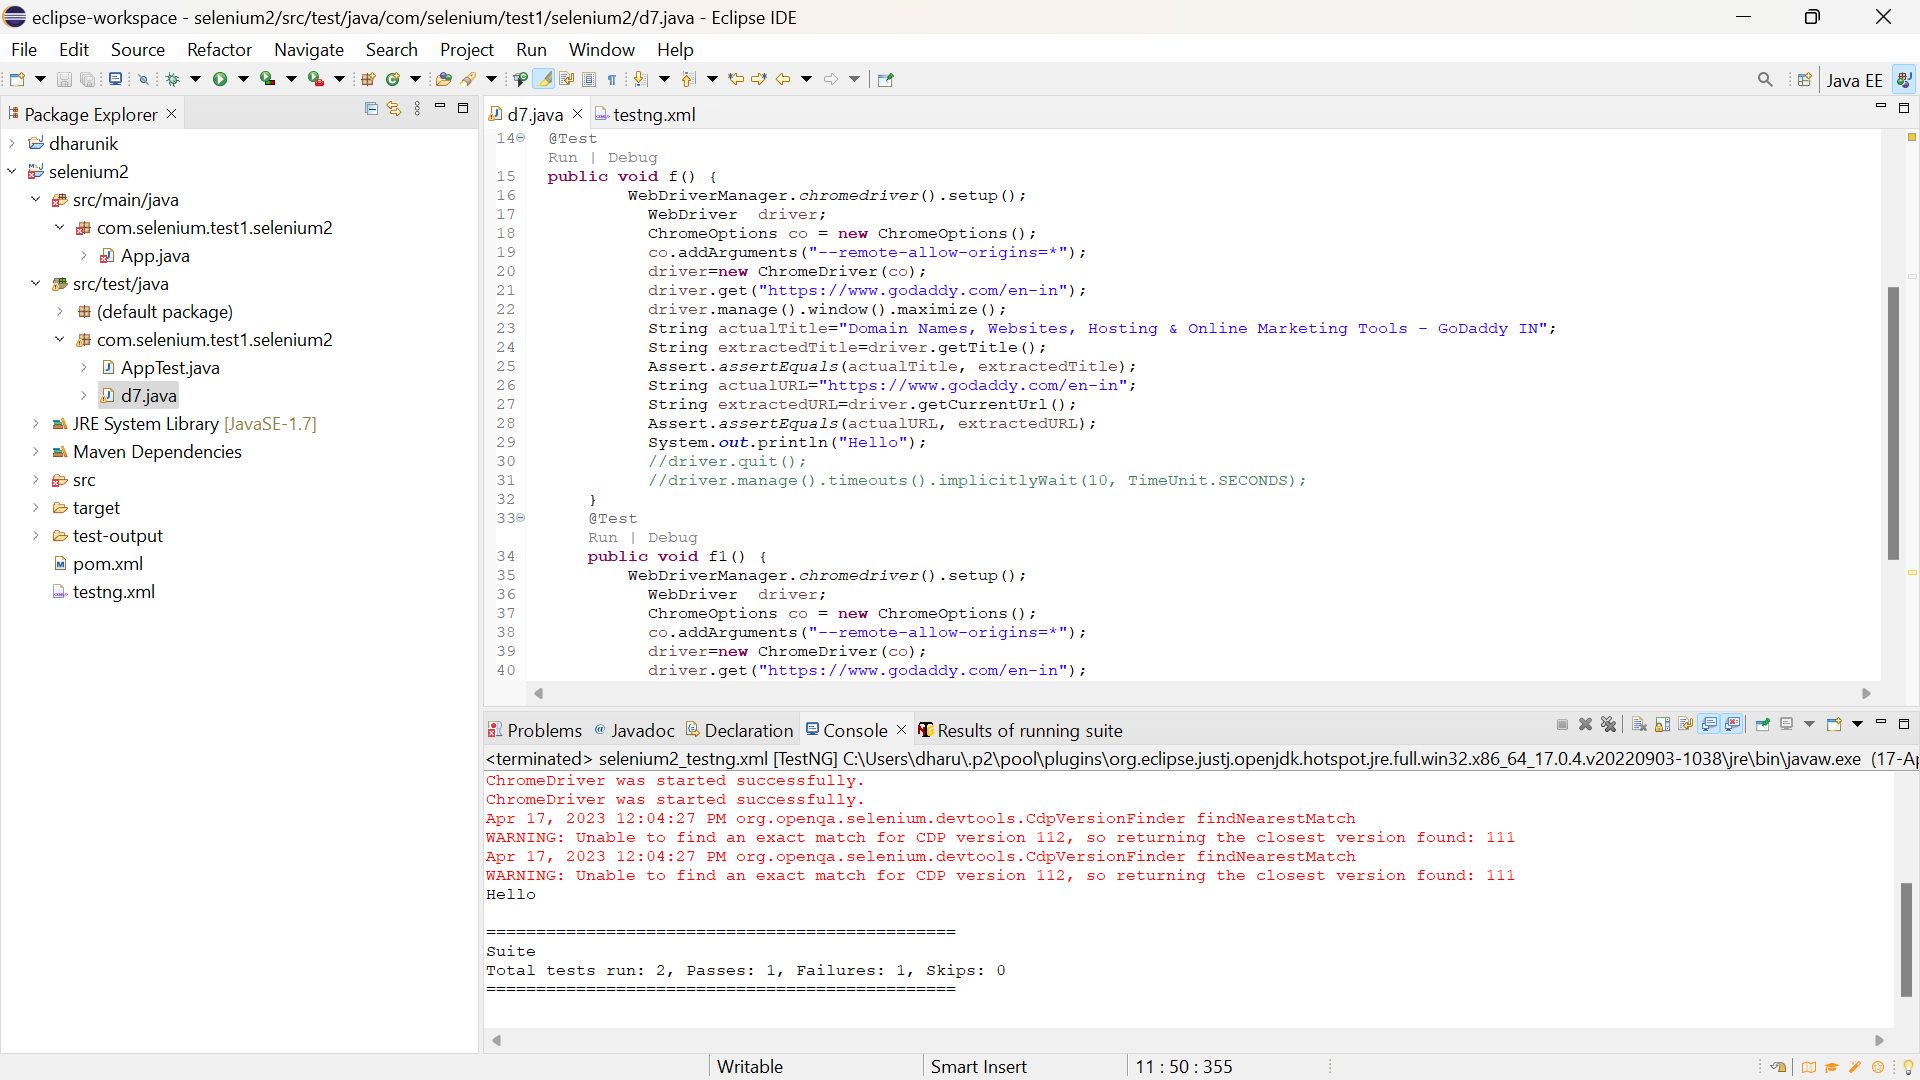 eclipse-workspace - selenium2/src/test/java/com/selenium/test1/selenium2/d7.java - Eclipse IDE
File Edit Source Refactor Navigate Search Project Run Window Help
Java EE
Package Explorer
dharunik
selenium2
src/main/java
com.selenium.test1.selenium2
App.java
src/test/java
(default package)
com.selenium.test1.selenium2
AppTest.java
d7.java
JRE System Library [JavaSE-1.7]
Maven Dependencies
src
target
test-output
pom.xml
testng.xml
d7.java testng.xml
14 @Test
Run | Debug
15 public void f() {
16 WebDriverManager.chromedriver().setup();
17 WebDriver driver;
18 ChromeOptions co = new ChromeOptions();
19 co.addArguments("--remote-allow-origins=*");
20 driver=new ChromeDriver(co);
21 driver.get("https://www.godaddy.com/en-in");
22 driver.manage().window().maximize();
23 String actualTitle="Domain Names, Websites, Hosting & Online Marketing Tools - GoDaddy IN";
24 String extractedTitle=driver.getTitle();
25 Assert.assertEquals(actualTitle, extractedTitle);
26 String actualURL="https://www.godaddy.com/en-in";
27 String extractedURL=driver.getCurrentUrl();
28 Assert.assertEquals(actualURL, extractedURL);
29 System.out.println("Hello");
30 //driver.quit();
31 //driver.manage().timeouts().implicitlyWait(10, TimeUnit.SECONDS);
32 }
33 @Test
Run | Debug
34 public void f1() {
35 WebDriverManager.chromedriver().setup();
36 WebDriver driver;
37 ChromeOptions co = new ChromeOptions();
38 co.addArguments("--remote-allow-origins=*");
39 driver=new ChromeDriver(co);
40 driver.get("https://www.godaddy.com/en-in");
Problems Javadoc Declaration Console Results of running suite
<terminated> selenium2_testng.xml [TestNG] C:\Users\dharu\.p2\pool\plugins\org.eclipse.justj.openjdk.hotspot.jre.full.win32.x86_64_17.0.4.v20220903-1038\jre\bin\javaw.exe (17-Ap
ChromeDriver was started successfully.
ChromeDriver was started successfully.
Apr 17, 2023 12:04:27 PM org.openqa.selenium.devtools.CdpVersionFinder findNearestMatch
WARNING: Unable to find an exact match for CDP version 112, so returning the closest version found: 111
Apr 17, 2023 12:04:27 PM org.openqa.selenium.devtools.CdpVersionFinder findNearestMatch
WARNING: Unable to find an exact match for CDP version 112, so returning the closest version found: 111
Hello
===============================================
Suite
Total tests run: 2, Passes: 1, Failures: 1, Skips: 0
===============================================
Writable Smart Insert 11 : 50 : 355